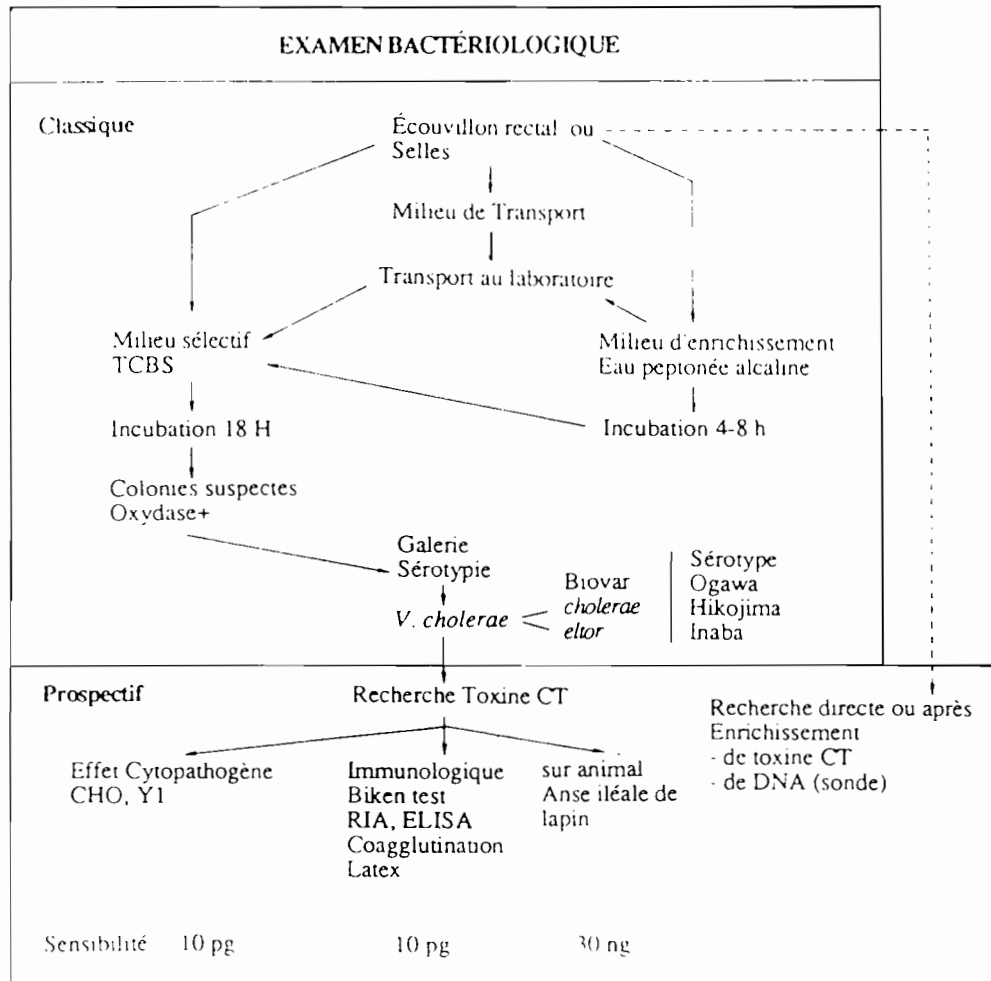 EXAMEN BACTÉRIOLOGIQUE
Classique
Écouvillon rectal ou
Selles
Milieu de Transport
Transport au laboratoire
Milieu sélectif
TCBS
Milieu d'enrichissement
Eau peptonée alcaline
Incubation 18 H
Incubation 4-8 h
Colonies suspectes
Oxydase+
Galerie
Sérotypie
V. cholerae
Biovar
cholerae
eltor
Sérotype
Ogawa
Hikojima
Inaba
Prospectif
Recherche Toxine CT
Recherche directe ou après
Enrichissement
- de toxine CT
- de DNA (sonde)
Effet Cytopathogène
CHO, Y1
Immunologique
Biken test
RIA, ELISA
Coagglutination
Latex
sur animal
Anse iléale de
lapin
Sensibilité 10 pg 10 pg 30 ng